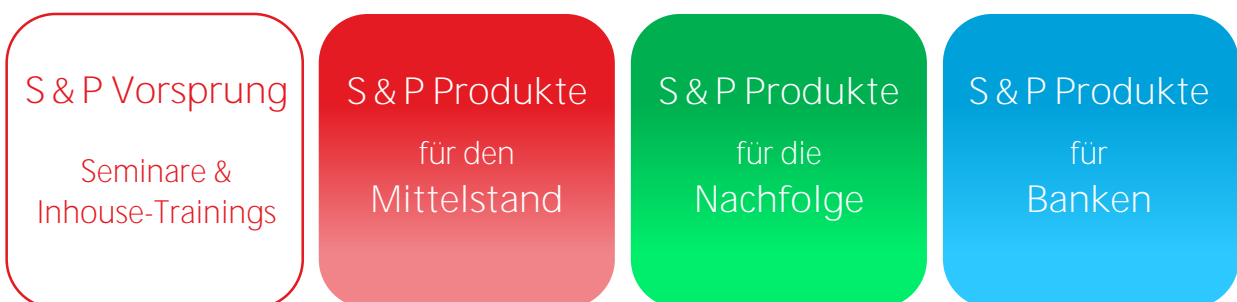 S & P Vorsprung
Seminare &
Inhouse-Trainings
S & P Produkte
für den
Mittelstand
S & P Produkte
für die
Nachfolge
S & P Produkte
für
Banken